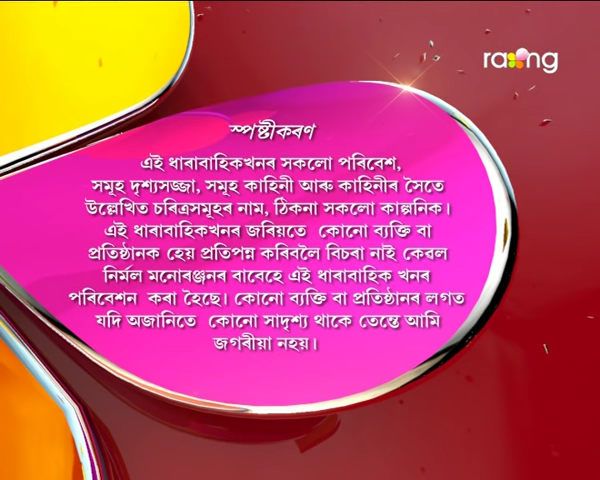 rang
স্পষ্টীকৰণ
এই ধাৰাবাহিকখনৰ সকলো পৰিবেশ,
সমূহ দৃশ্যসজ্জা, সমূহ কাহিনী আৰু কাহিনীৰ সৈতে
উল্লেখিত চৰিত্ৰসমূহৰ নাম, ঠিকনা সকলো কাল্পনিক।
এই ধাৰাবাহিকখনৰ জৰিয়তে কোনো ব্যক্তি বা
প্ৰতিষ্ঠানক হেয় প্ৰতিপন্ন কৰিবলৈ বিচৰা নাই কেবল
নিৰ্মল মনোৰঞ্জনৰ বাবেহে এই ধাৰাবাহিক খনৰ
পৰিবেশন কৰা হৈছে। কোনো ব্যক্তি বা প্ৰতিষ্ঠানৰ লগত
যদি অজানিতে কোনো সাদৃশ্য থাকে তেন্তে আমি
জগৰীয়া নহয়।